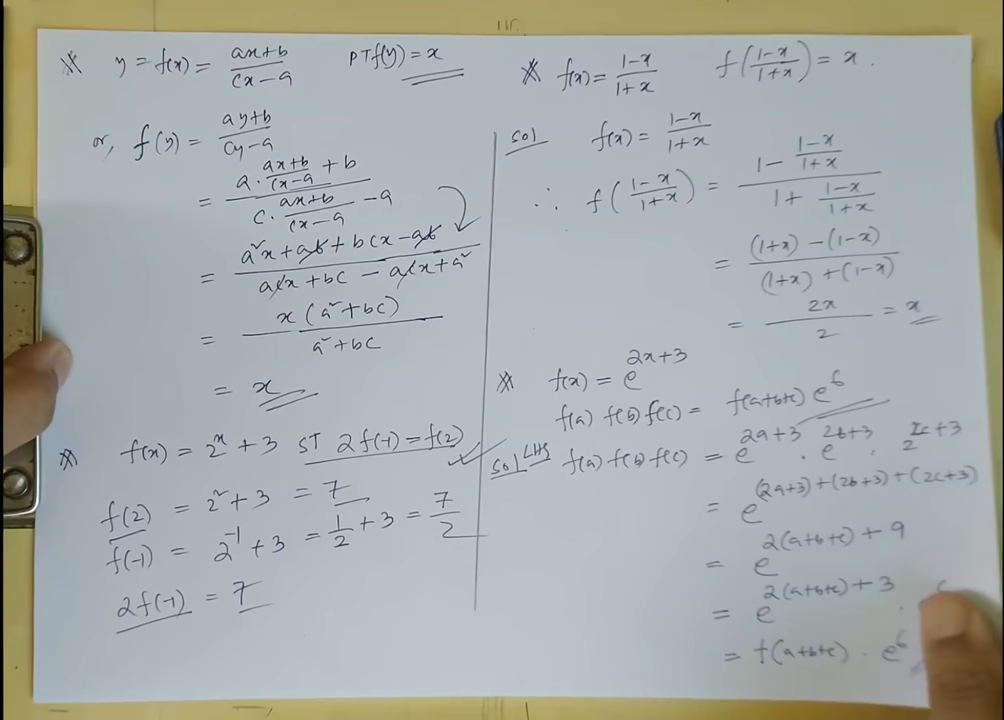 ※ y = f(x) = (ax+b)/(cx-a) PT f(y) = x
or, f(y) = (ay+b)/(cy-a)
= (a·(ax+b)/(cx-a) + b)/(c·(ax+b)/(cx-a) - a)
= (a²x + ab + bcx - ab)/(acx + bc - acx + a²)
= x(a²+bc)/(a²+bc)
= x
※ f(x) = 2ˣ + 3 ST 2f(-1) = f(2)
f(2) = 2² + 3 = 7
f(-1) = 2⁻¹ + 3 = 1/2 + 3 = 7/2
2f(-1) = 7
※ f(x) = (1-x)/(1+x) f((1-x)/(1+x)) = x.
Sol f(x) = (1-x)/(1+x)
∴ f((1-x)/(1+x)) = (1 - (1-x)/(1+x))/(1 + (1-x)/(1+x))
= ((1+x) - (1-x))/((1+x) + (1-x))
= 2x/2 = x
※ f(x) = e^(2x+3)
f(a) f(b) f(c) = f(a+b+c) e⁶
Sol LHS f(a) f(b) f(c) = e^(2a+3) · e^(2b+3) · e^(2c+3)
= e^((2a+3)+(2b+3)+(2c+3))
= e^(2(a+b+c)+9)
= e^(2(a+b+c)+3) ·
= f(a+b+c) · e⁶